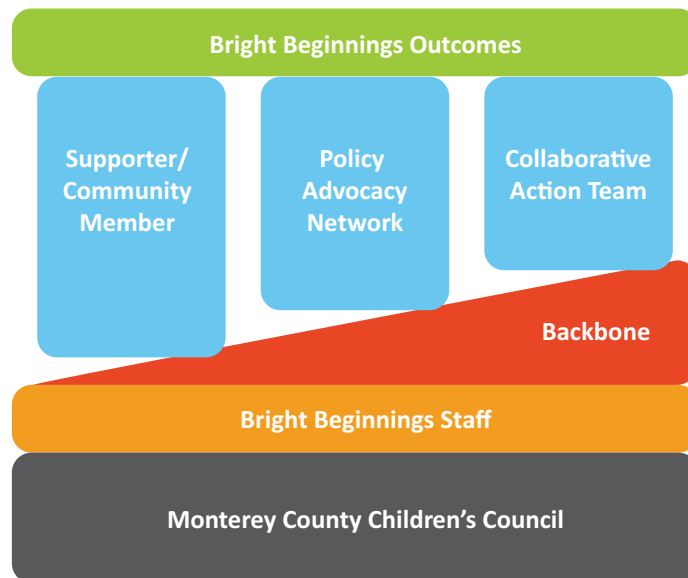 Bright Beginnings Outcomes
Supporter/
Community
Member
Policy
Advocacy
Network
Collaborative
Action Team
Backbone
Bright Beginnings Staff
Monterey County Children’s Council